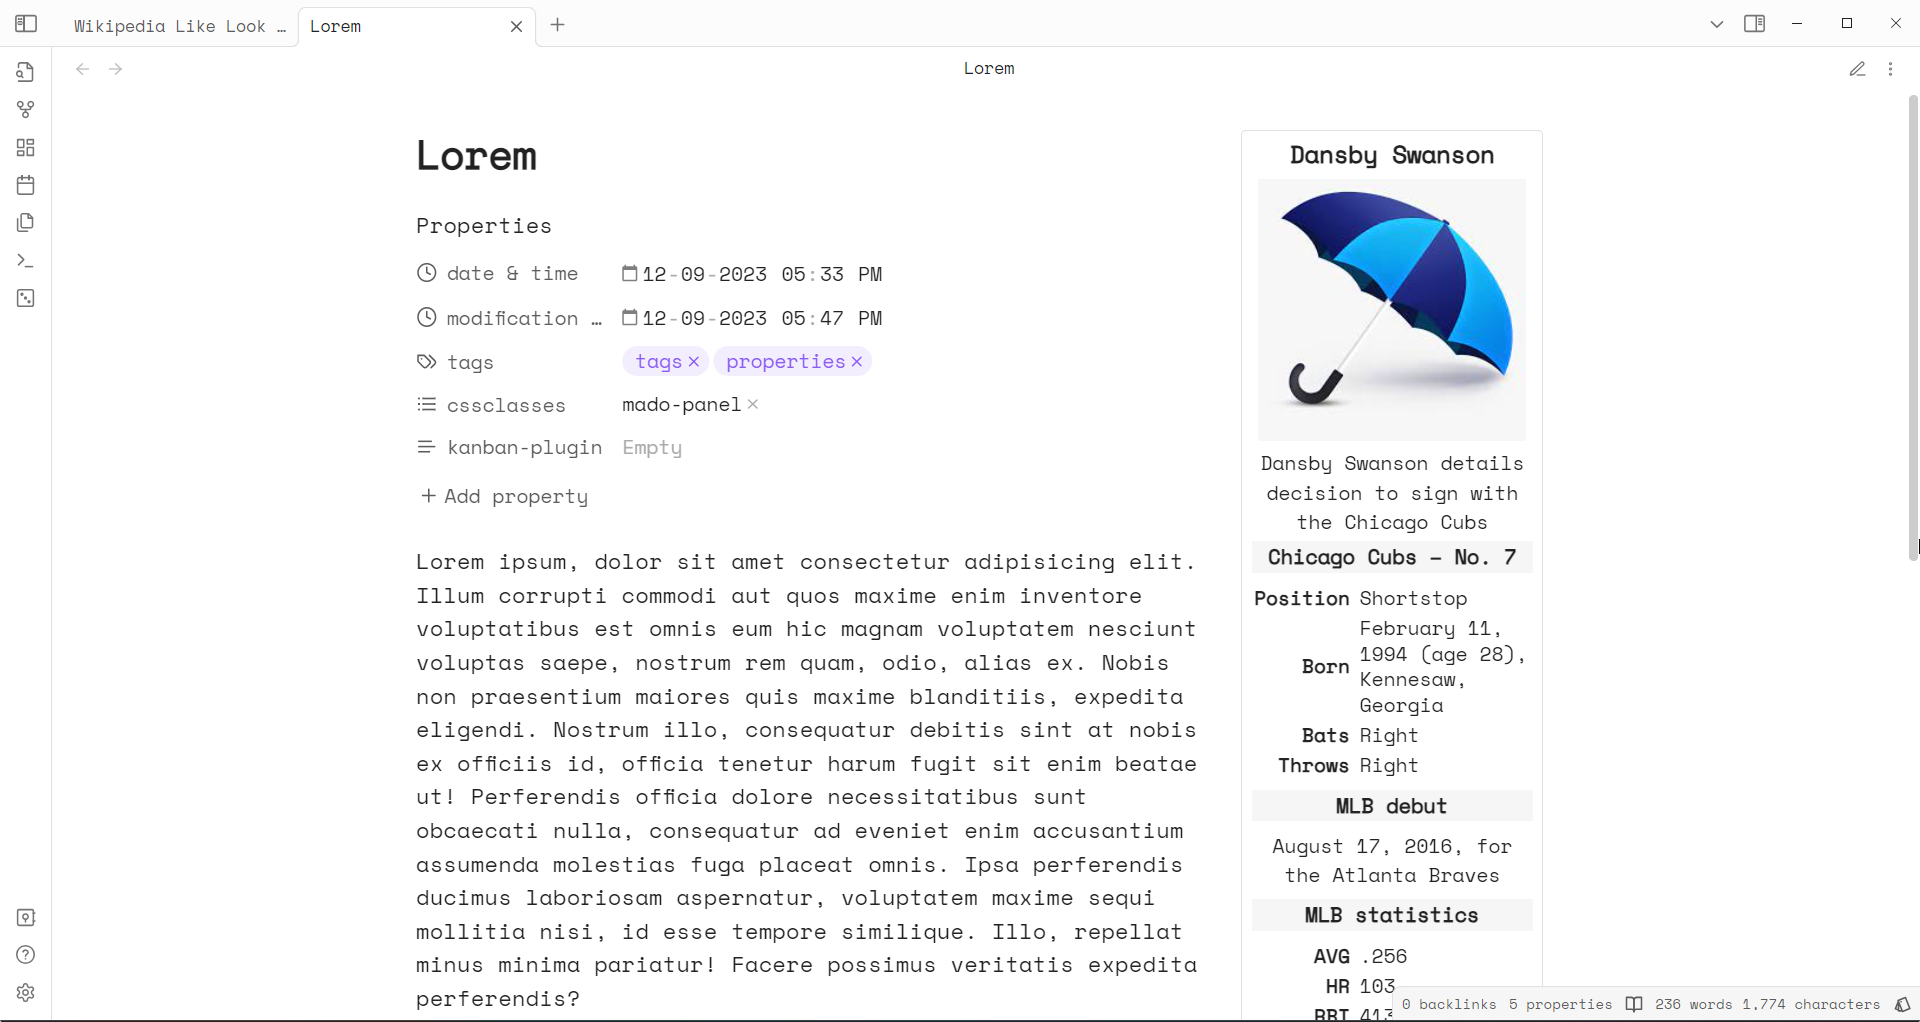 Wikipedia Like Look …
Lorem
Lorem
Lorem
Properties
date & time 12-09-2023 05:33 PM
modification … 12-09-2023 05:47 PM
tags tags properties
cssclasses mado-panel
kanban-plugin Empty
Add property
Lorem ipsum, dolor sit amet consectetur adipisicing elit.
Illum corrupti commodi aut quos maxime enim inventore
voluptatibus est omnis eum hic magnam voluptatem nesciunt
voluptas saepe, nostrum rem quam, odio, alias ex. Nobis
non praesentium maiores quis maxime blanditiis, expedita
eligendi. Nostrum illo, consequatur debitis sint at nobis
ex officiis id, officia tenetur harum fugit sit enim beatae
ut! Perferendis officia dolore necessitatibus sunt
obcaecati nulla, consequatur ad eveniet enim accusantium
assumenda molestias fuga placeat omnis. Ipsa perferendis
ducimus laboriosam aspernatur, voluptatem maxime sequi
mollitia nisi, id esse tempore similique. Illo, repellat
minus minima pariatur! Facere possimus veritatis expedita
perferendis?
Dansby Swanson
Dansby Swanson details
decision to sign with
the Chicago Cubs
Chicago Cubs – No. 7
Position Shortstop
Born February 11,
1994 (age 28),
Kennesaw,
Georgia
Bats Right
Throws Right
MLB debut
August 17, 2016, for
the Atlanta Braves
MLB statistics
AVG .256
HR 103
RBI 413
0 backlinks 5 properties 236 words 1,774 characters